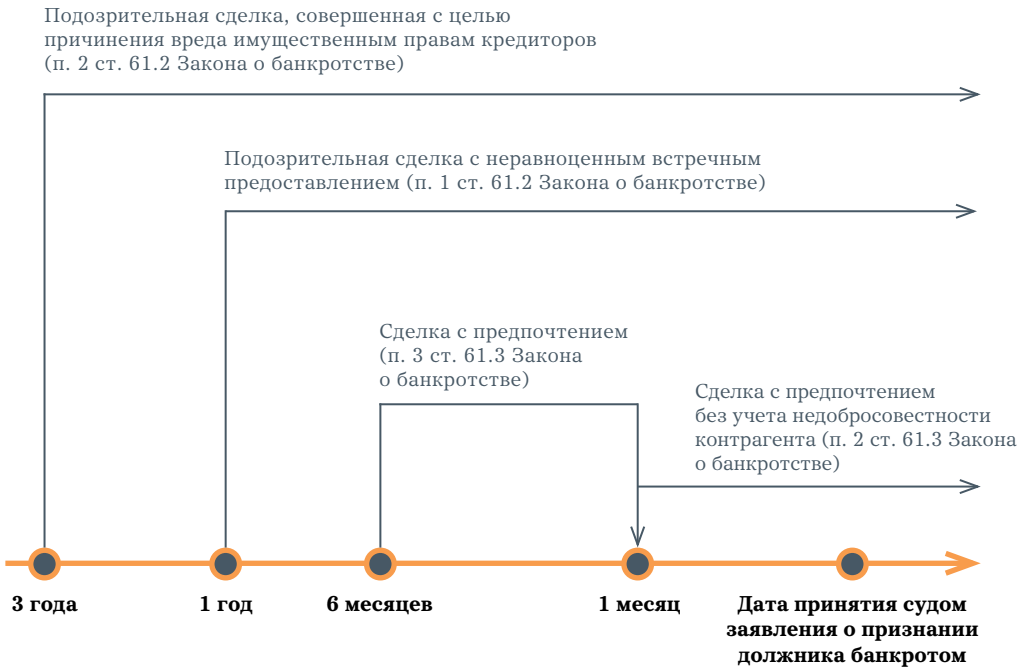 Подозрительная сделка, совершенная с целью
причинения вреда имущественным правам кредиторов
(п. 2 ст. 61.2 Закона о банкротстве)
Подозрительная сделка с неравноценным встречным
предоставлением (п. 1 ст. 61.2 Закона о банкротстве)
Сделка с предпочтением
(п. 3 ст. 61.3 Закона
о банкротстве)
Сделка с предпочтением
без учета недобросовестности
контрагента (п. 2 ст. 61.3 Закона
о банкротстве)
3 года
1 год
6 месяцев
1 месяц
Дата принятия судом
заявления о признании
должника банкротом